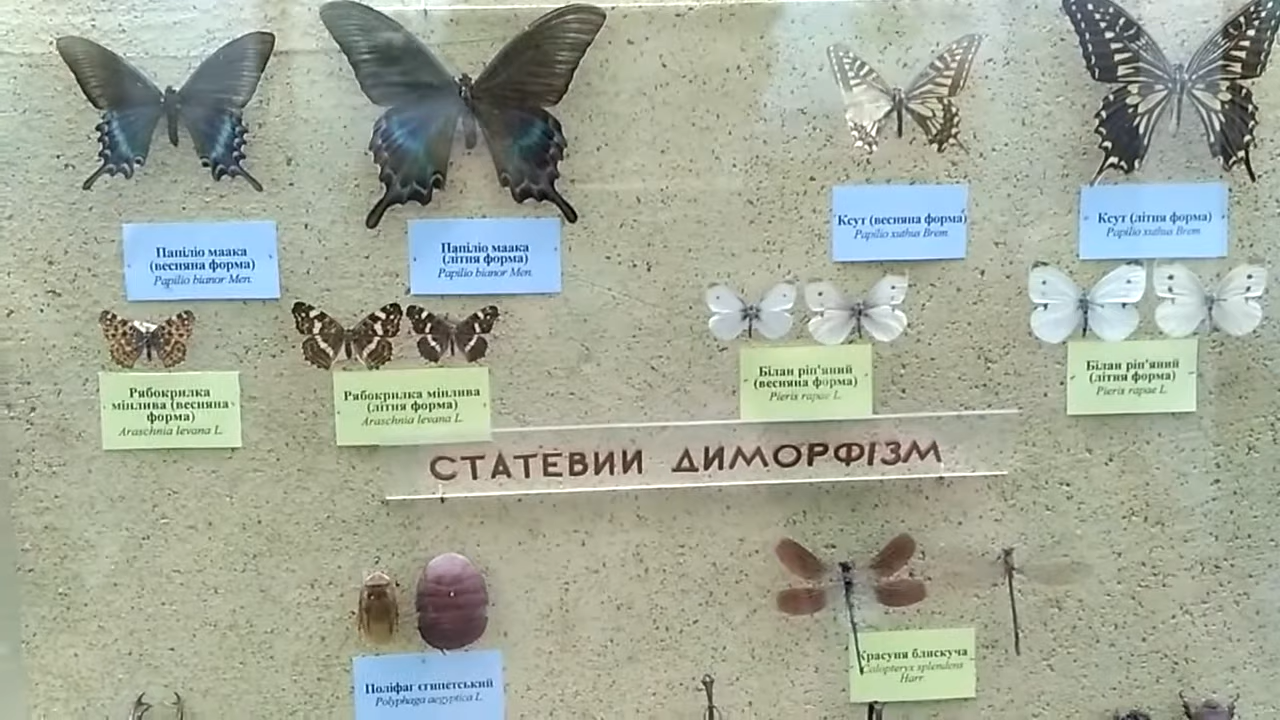 Папіліо маака
(весняна форма)
Papilio bianor Men.
Папіліо маака
(літня форма)
Papilio bianor Men.
Ксут (весняна форма)
Papilio xuthus Brem.
Ксут (літня форма)
Papilio xuthus Brem.
Рябокрилка
мінлива (весняна
форма)
Araschnia levana L.
Рябокрилка мінлива
(літня форма)
Araschnia levana L.
Білан ріп'яний
(весняна форма)
Pieris rapae L.
Білан ріп'яний
(літня форма)
Pieris rapae L.
СТАТЕВИЙ ДИМОРФІЗМ
Поліфаг єгипетський
Polyphaga aegyptica L.
Красуня блискуча
Calopteryx splendens
Harr.